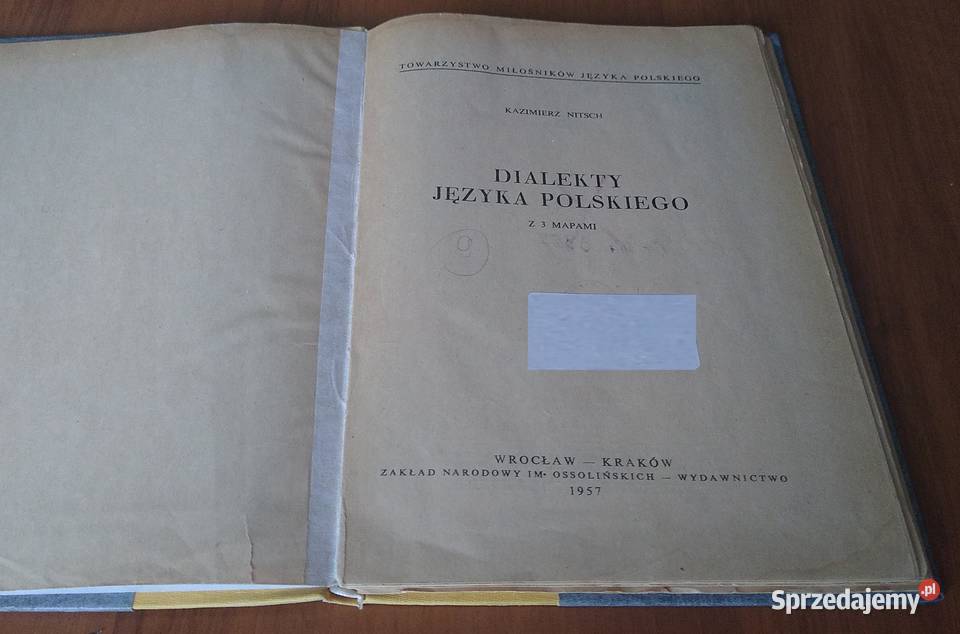 TOWARZYSTWO MIŁOŚNIKÓW JĘZYKA POLSKIEGO
KAZIMIERZ NITSCH
DIALEKTY
JĘZYKA POLSKIEGO
Z 3 MAPAMI
9
WROCŁAW — KRAKÓW
ZAKŁAD NARODOWY IM. OSSOLIŃSKICH — WYDAWNICTWO
1957
Sprzedajemy.pl